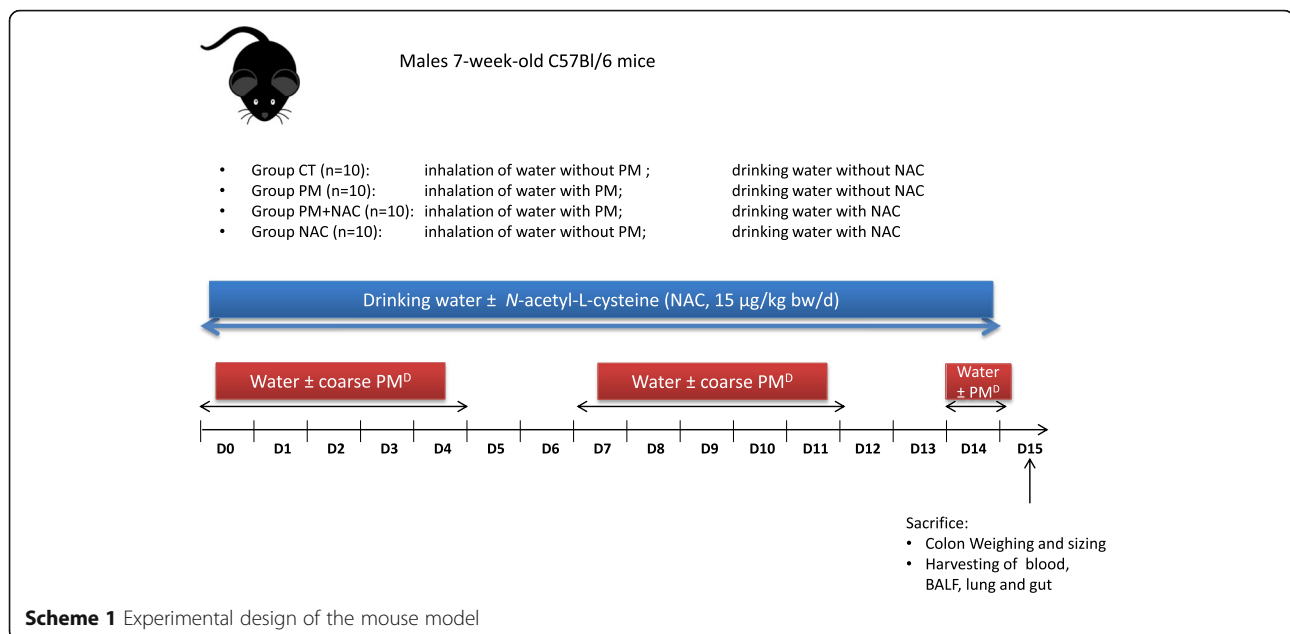 Males 7-week-old C57Bl/6 mice
• Group CT (n=10): inhalation of water without PM ; drinking water without NAC
• Group PM (n=10): inhalation of water with PM; drinking water without NAC
• Group PM+NAC (n=10): inhalation of water with PM; drinking water with NAC
• Group NAC (n=10): inhalation of water without PM; drinking water with NAC
Drinking water ± N-acetyl-L-cysteine (NAC, 15 µg/kg bw/d)
Water ± coarse PMᴰ
Water ± coarse PMᴰ
Water
± PMᴰ
D0 D1 D2 D3 D4 D5 D6 D7 D8 D9 D10 D11 D12 D13 D14 D15
Sacrifice:
• Colon Weighing and sizing
• Harvesting of blood,
BALF, lung and gut
Scheme 1 Experimental design of the mouse model